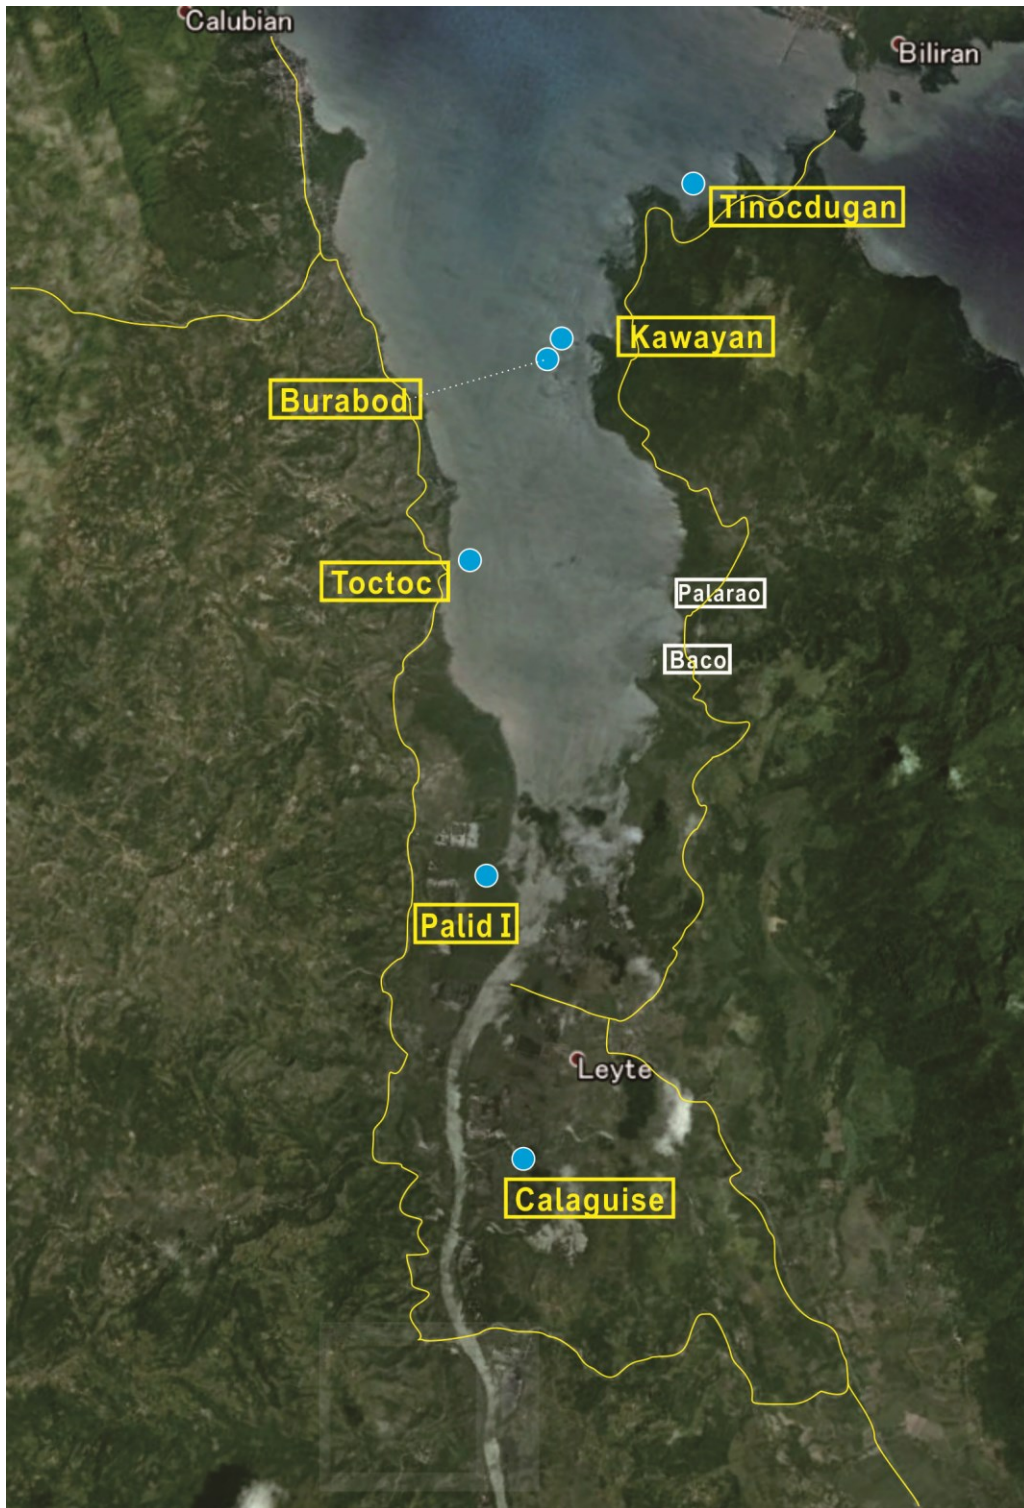 Calubian
Biliran
Tinocdugan
Kawayan
Burabod
Toctoc
Palarao
Baco
Palid I
Leyte
Calaguise